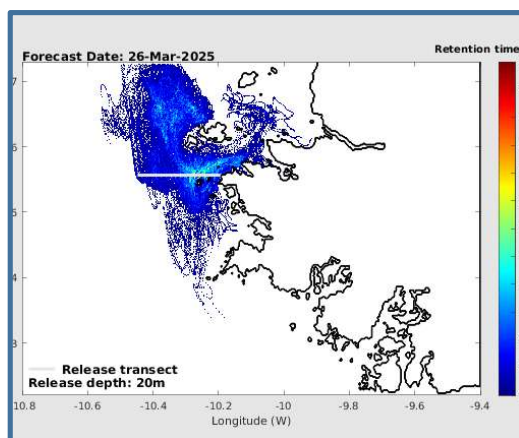 Forecast Date: 26-Mar-2025
Retention time
7
6
5
4
3
Release transect
Release depth: 20m
10.8 -10.6 -10.4 -10.2 -10 -9.8 -9.6 -9.4
Longitude (W)